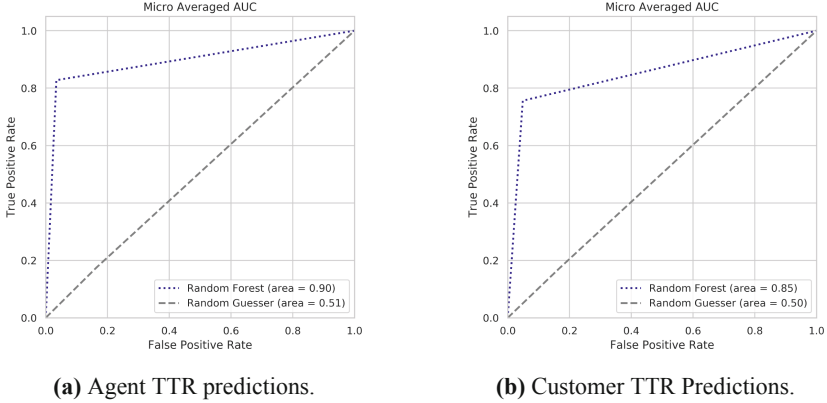 Micro Averaged AUC
True Positive Rate
1.0
0.8
0.6
0.4
0.2
0.0
Random Forest (area = 0.90)
Random Guesser (area = 0.51)
0.0 0.2 0.4 0.6 0.8 1.0
False Positive Rate
(a) Agent TTR predictions.
Micro Averaged AUC
True Positive Rate
1.0
0.8
0.6
0.4
0.2
0.0
Random Forest (area = 0.85)
Random Guesser (area = 0.50)
0.0 0.2 0.4 0.6 0.8 1.0
False Positive Rate
(b) Customer TTR Predictions.